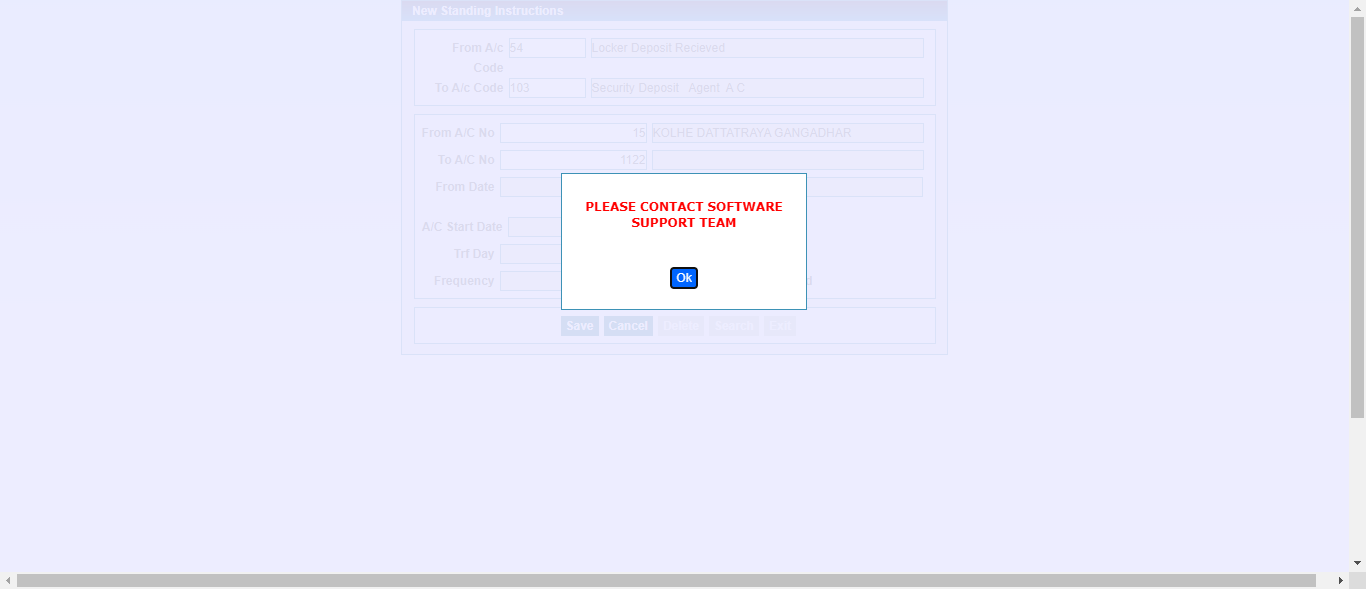 New Standing Instructions
From A/c Code 54 Locker Deposit Recieved
To A/c Code 103 Security Deposit Agent A C
From A/C No 15 KOLHE DATTATRAYA GANGADHAR
To A/C No 1122
From Date
PLEASE CONTACT SOFTWARE
SUPPORT TEAM
A/C Start Date
Trf Day
Ok
Frequency
Save Cancel Delete Search Exit